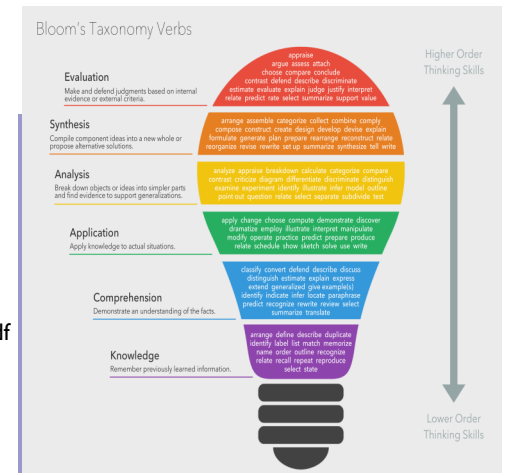 Bloom's Taxonomy Verbs
Higher Order
Thinking Skills
Evaluation
Make and defend judgments based on internal
evidence or external criteria.
appraise
argue assess attach
choose compare conclude
contrast defend describe discriminate
estimate evaluate explain judge justify interpret
relate predict rate select summarize support value
Synthesis
Compile component ideas into a new whole or
propose alternative solutions.
arrange assemble categorize collect combine comply
compose construct create design develop devise explain
formulate generate plan prepare rearrange reconstruct relate
reorganize revise rewrite set up summarize synthesize tell write
Analysis
Break down objects or ideas into simpler parts
and find evidence to support generalizations.
analyze appraise breakdown calculate categorize compare
contrast criticize diagram differentiate discriminate distinguish
examine experiment identify illustrate infer model outline
point out question relate select separate subdivide test
Application
Apply knowledge to actual situations.
apply change choose compute demonstrate discover
dramatize employ illustrate interpret manipulate
modify operate practice predict prepare produce
relate schedule show sketch solve use write
df
Comprehension
Demonstrate an understanding of the facts.
classify convert defend describe discuss
distinguish estimate explain express
extend generalized give example(s)
identify indicate infer locate paraphrase
predict recognize rewrite review select
summarize translate
Knowledge
Remember previously learned information.
arrange define describe duplicate
identify label list match memorize
name order outline recognize
relate recall repeat reproduce
select state
Lower Order
Thinking Skills